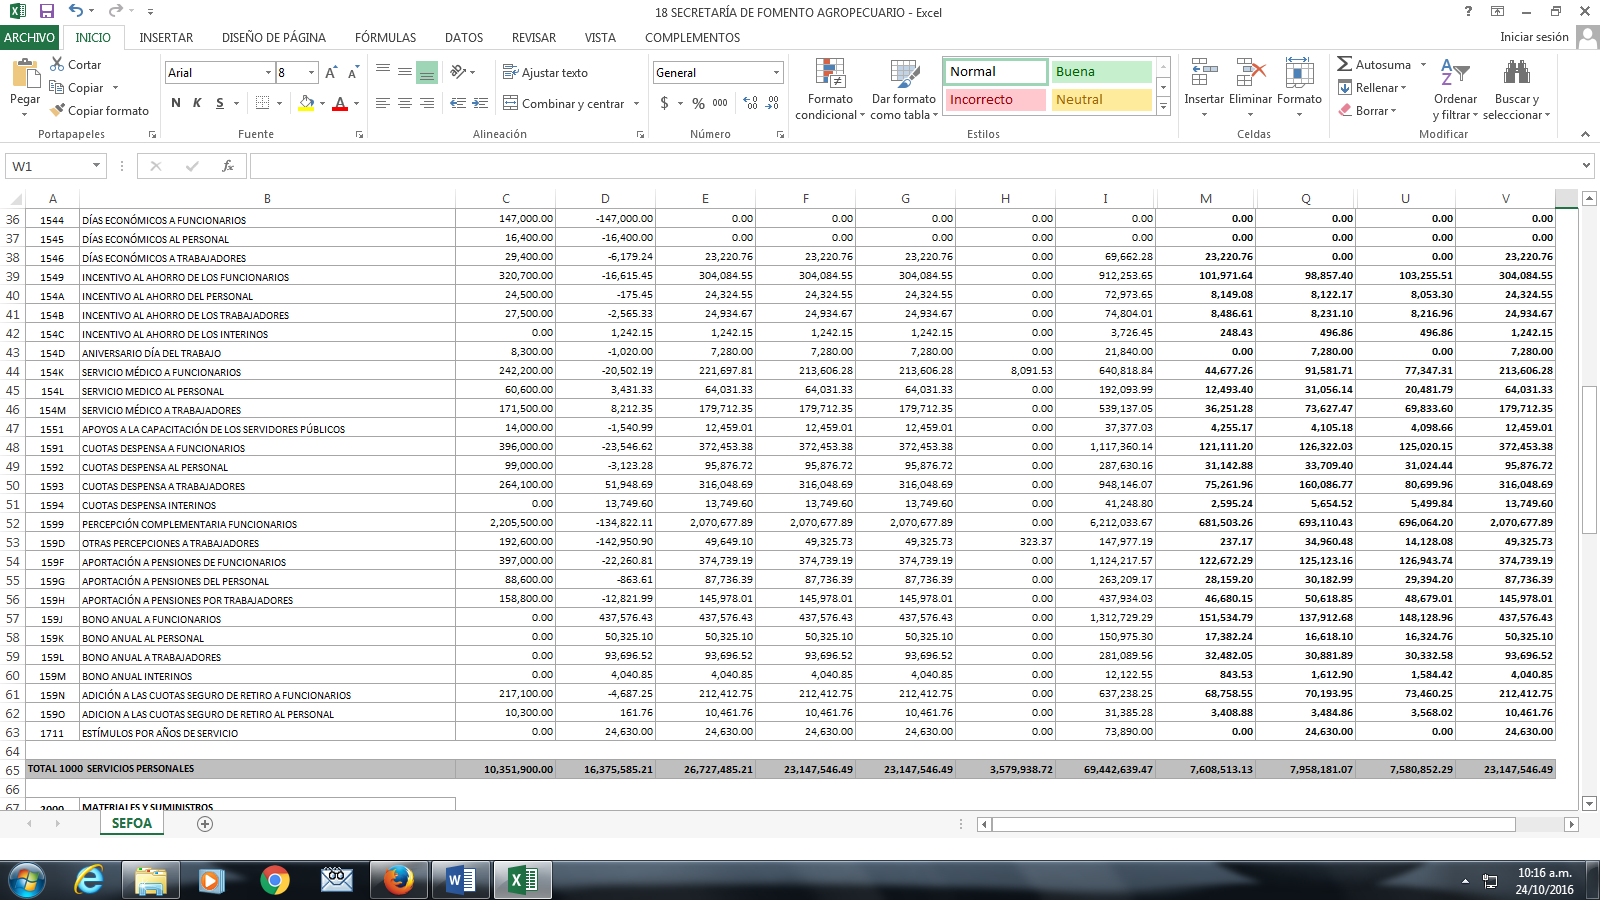 18 SECRETARÍA DE FOMENTO AGROPECUARIO - Excel
ARCHIVO INICIO INSERTAR DISEÑO DE PÁGINA FÓRMULAS DATOS REVISAR VISTA COMPLEMENTOS Iniciar sesión
Pegar
Cortar
Copiar
Copiar formato
Portapapeles
Arial 8
N K S
Fuente
Ajustar texto
Combinar y centrar
Alineación
General
$ % 000
Número
Formato condicional
Dar formato como tabla
Normal Buena
Incorrecto Neutral
Estilos
Insertar Eliminar Formato
Celdas
Autosuma
Rellenar
Borrar
Ordenar y filtrar
Buscar y seleccionar
Modificar
W1 fx
A B C D E F G H I M Q U V
36 1544 DÍAS ECONÓMICOS A FUNCIONARIOS 147,000.00 -147,000.00 0.00 0.00 0.00 0.00 0.00 0.00 0.00 0.00 0.00
37 1545 DÍAS ECONÓMICOS AL PERSONAL 16,400.00 -16,400.00 0.00 0.00 0.00 0.00 0.00 0.00 0.00 0.00 0.00
38 1546 DÍAS ECONÓMICOS A TRABAJADORES 29,400.00 -6,179.24 23,220.76 23,220.76 23,220.76 0.00 69,662.28 23,220.76 0.00 0.00 23,220.76
39 1549 INCENTIVO AL AHORRO DE LOS FUNCIONARIOS 320,700.00 -16,615.45 304,084.55 304,084.55 304,084.55 0.00 912,253.65 101,971.64 98,857.40 103,255.51 304,084.55
40 154A INCENTIVO AL AHORRO DEL PERSONAL 24,500.00 -175.45 24,324.55 24,324.55 24,324.55 0.00 72,973.65 8,149.08 8,122.17 8,053.30 24,324.55
41 154B INCENTIVO AL AHORRO DE LOS TRABAJADORES 27,500.00 -2,565.33 24,934.67 24,934.67 24,934.67 0.00 74,804.01 8,486.61 8,231.10 8,216.96 24,934.67
42 154C INCENTIVO AL AHORRO DE LOS INTERINOS 0.00 1,242.15 1,242.15 1,242.15 1,242.15 0.00 3,726.45 248.43 496.86 496.86 1,242.15
43 154D ANIVERSARIO DÍA DEL TRABAJO 8,300.00 -1,020.00 7,280.00 7,280.00 7,280.00 0.00 21,840.00 0.00 7,280.00 0.00 7,280.00
44 154K SERVICIO MÉDICO A FUNCIONARIOS 242,200.00 -20,502.19 221,697.81 213,606.28 213,606.28 8,091.53 640,818.84 44,677.26 91,581.71 77,347.31 213,606.28
45 154L SERVICIO MEDICO AL PERSONAL 60,600.00 3,431.33 64,031.33 64,031.33 64,031.33 0.00 192,093.99 12,493.40 31,056.14 20,481.79 64,031.33
46 154M SERVICIO MÉDICO A TRABAJADORES 171,500.00 8,212.35 179,712.35 179,712.35 179,712.35 0.00 539,137.05 36,251.28 73,627.47 69,833.60 179,712.35
47 1551 APOYOS A LA CAPACITACIÓN DE LOS SERVIDORES PÚBLICOS 14,000.00 -1,540.99 12,459.01 12,459.01 12,459.01 0.00 37,377.03 4,255.17 4,105.18 4,098.66 12,459.01
48 1591 CUOTAS DESPENSA A FUNCIONARIOS 396,000.00 -23,546.62 372,453.38 372,453.38 372,453.38 0.00 1,117,360.14 121,111.20 126,322.03 125,020.15 372,453.38
49 1592 CUOTAS DESPENSA AL PERSONAL 99,000.00 -3,123.28 95,876.72 95,876.72 95,876.72 0.00 287,630.16 31,142.88 33,709.40 31,024.44 95,876.72
50 1593 CUOTAS DESPENSA A TRABAJADORES 264,100.00 51,948.69 316,048.69 316,048.69 316,048.69 0.00 948,146.07 75,261.96 160,086.77 80,699.96 316,048.69
51 1594 CUOTAS DESPENSA INTERINOS 0.00 13,749.60 13,749.60 13,749.60 13,749.60 0.00 41,248.80 2,595.24 5,654.52 5,499.84 13,749.60
52 1599 PERCEPCIÓN COMPLEMENTARIA FUNCIONARIOS 2,205,500.00 -134,822.11 2,070,677.89 2,070,677.89 2,070,677.89 0.00 6,212,033.67 681,503.26 693,110.43 696,064.20 2,070,677.89
53 159D OTRAS PERCEPCIONES A TRABAJADORES 192,600.00 -142,950.90 49,649.10 49,325.73 49,325.73 323.37 147,977.19 237.17 34,960.48 14,128.08 49,325.73
54 159F APORTACIÓN A PENSIONES DE FUNCIONARIOS 397,000.00 -22,260.81 374,739.19 374,739.19 374,739.19 0.00 1,124,217.57 122,672.29 125,123.16 126,943.74 374,739.19
55 159G APORTACIÓN A PENSIONES DEL PERSONAL 88,600.00 -863.61 87,736.39 87,736.39 87,736.39 0.00 263,209.17 28,159.20 30,182.99 29,394.20 87,736.39
56 159H APORTACIÓN A PENSIONES POR TRABAJADORES 158,800.00 -12,821.99 145,978.01 145,978.01 145,978.01 0.00 437,934.03 46,680.15 50,618.85 48,679.01 145,978.01
57 159J BONO ANUAL A FUNCIONARIOS 0.00 437,576.43 437,576.43 437,576.43 437,576.43 0.00 1,312,729.29 151,534.79 137,912.68 148,128.96 437,576.43
58 159K BONO ANUAL AL PERSONAL 0.00 50,325.10 50,325.10 50,325.10 50,325.10 0.00 150,975.30 17,382.24 16,618.10 16,324.76 50,325.10
59 159L BONO ANUAL A TRABAJADORES 0.00 93,696.52 93,696.52 93,696.52 93,696.52 0.00 281,089.56 32,482.05 30,881.89 30,332.58 93,696.52
60 159M BONO ANUAL INTERINOS 0.00 4,040.85 4,040.85 4,040.85 4,040.85 0.00 12,122.55 843.53 1,612.90 1,584.42 4,040.85
61 159N ADICIÓN A LAS CUOTAS SEGURO DE RETIRO A FUNCIONARIOS 217,100.00 -4,687.25 212,412.75 212,412.75 212,412.75 0.00 637,238.25 68,758.55 70,193.95 73,460.25 212,412.75
62 159O ADICION A LAS CUOTAS SEGURO DE RETIRO AL PERSONAL 10,300.00 161.76 10,461.76 10,461.76 10,461.76 0.00 31,385.28 3,408.88 3,484.86 3,568.02 10,461.76
63 1711 ESTÍMULOS POR AÑOS DE SERVICIO 0.00 24,630.00 24,630.00 24,630.00 24,630.00 0.00 73,890.00 0.00 24,630.00 0.00 24,630.00
64
65 TOTAL 1000 SERVICIOS PERSONALES 10,351,900.00 16,375,585.21 26,727,485.21 23,147,546.49 23,147,546.49 3,579,938.72 69,442,639.47 7,608,513.13 7,958,181.07 7,580,852.29 23,147,546.49
66
67 2000 MATERIALES Y SUMINISTROS
SEFOA
10:16 a.m.
24/10/2016